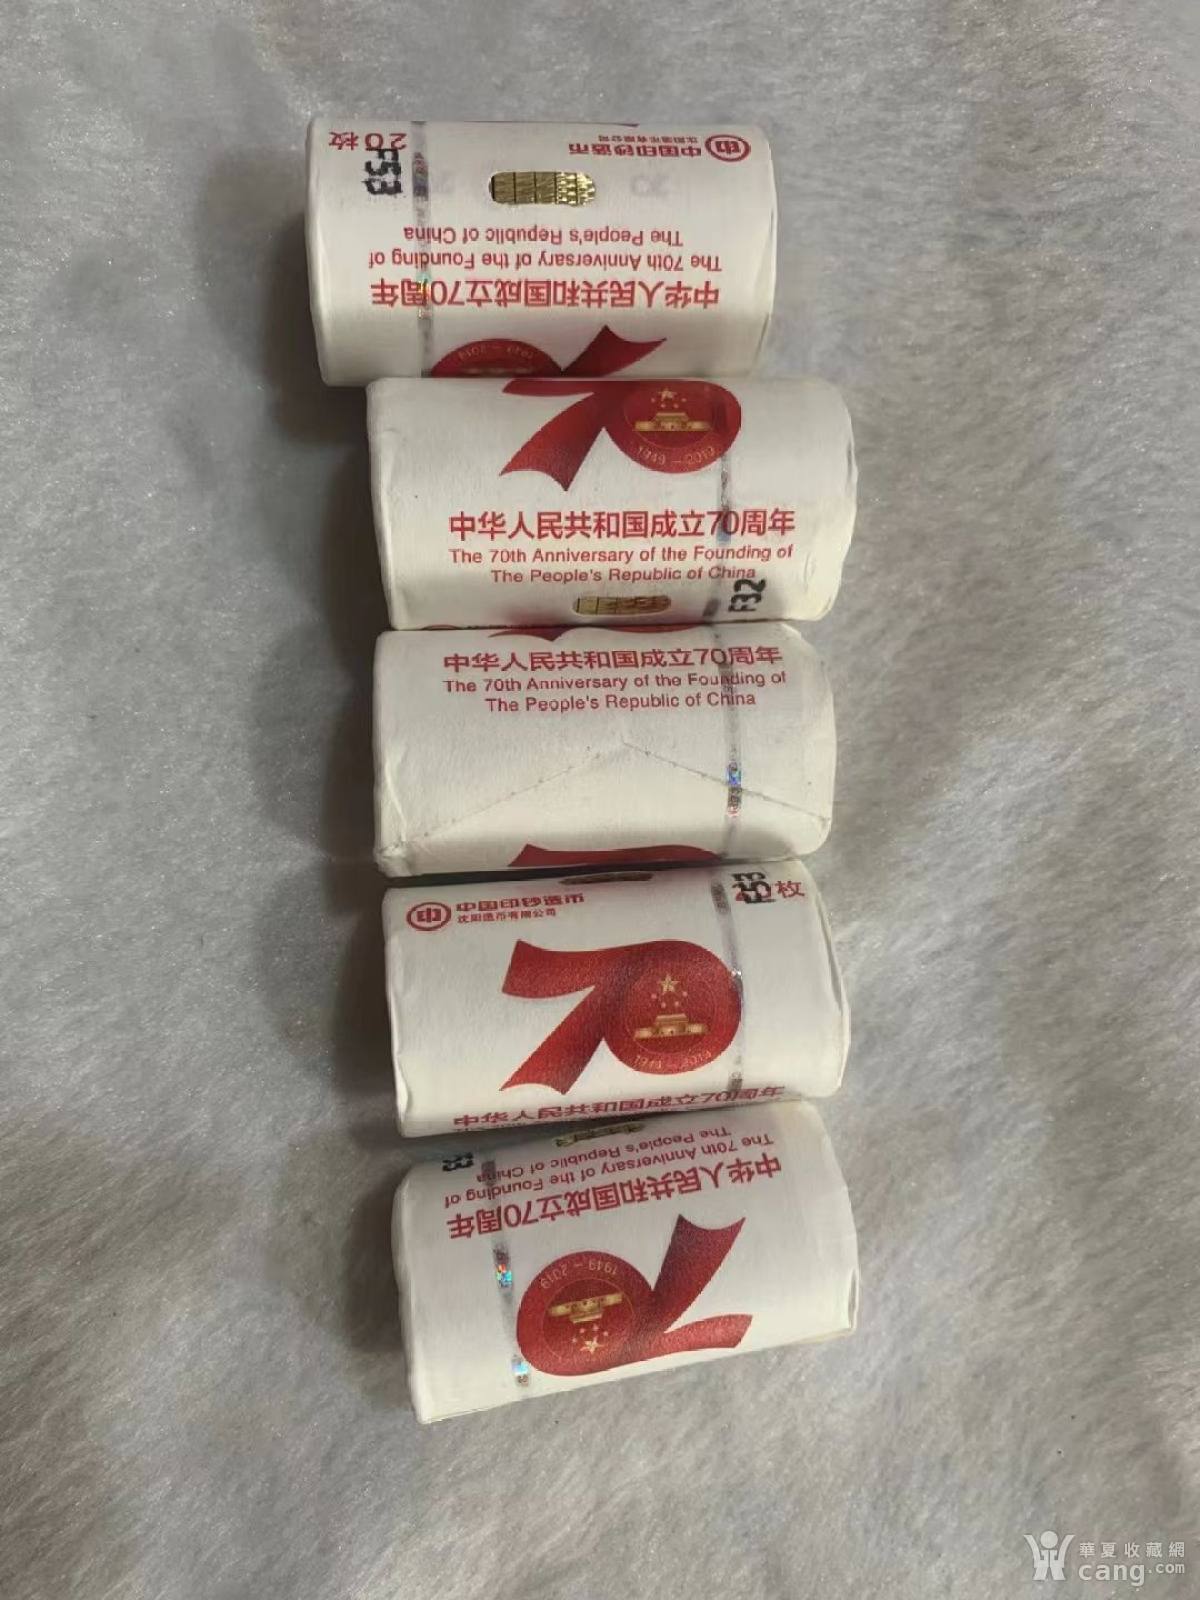 中国印钞造币
沈阳造币有限公司
20枚
F53
The 70th Anniversary of the Founding of
The People's Republic of China
中华人民共和国成立70周年
1949-2019
1949-2019
中华人民共和国成立70周年
The 70th Anniversary of the Founding of
The People's Republic of China
F32
中华人民共和国成立70周年
The 70th Anniversary of the Founding of
The People's Republic of China
中国印钞造币
沈阳造币有限公司
F53
枚
1949-2019
中华人民共和国成立70周年
The People's Republic of China
The 70th Anniversary of the Founding of
中华人民共和国成立70周年
1949-2019
華夏收藏網
cang.com